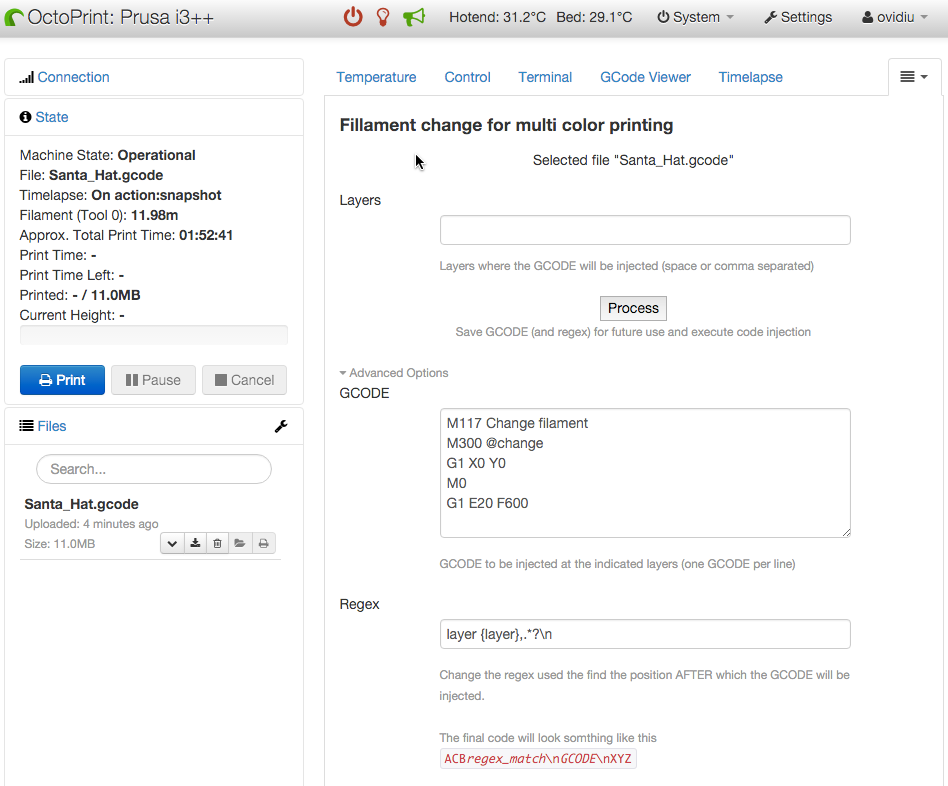 OctoPrint: Prusa i3++
Hotend: 31.2°C Bed: 29.1°C System Settings ovidiu
Connection
State
Machine State: Operational
File: Santa_Hat.gcode
Timelapse: On action:snapshot
Filament (Tool 0): 11.98m
Approx. Total Print Time: 01:52:41
Print Time: -
Print Time Left: -
Printed: - / 11.0MB
Current Height: -
Print Pause Cancel
Files
Search...
Santa_Hat.gcode
Uploaded: 4 minutes ago
Size: 11.0MB
Temperature Control Terminal GCode Viewer Timelapse
Fillament change for multi color printing
Selected file "Santa_Hat.gcode"
Layers
Layers where the GCODE will be injected (space or comma separated)
Process
Save GCODE (and regex) for future use and execute code injection
Advanced Options
GCODE
M117 Change filament
M300 @change
G1 X0 Y0
M0
G1 E20 F600
GCODE to be injected at the indicated layers (one GCODE per line)
Regex
layer {layer},.*?\n
Change the regex used the find the position AFTER which the GCODE will be
injected.
The final code will look somthing like this
ACBregex_match\nGCODE\nXYZ